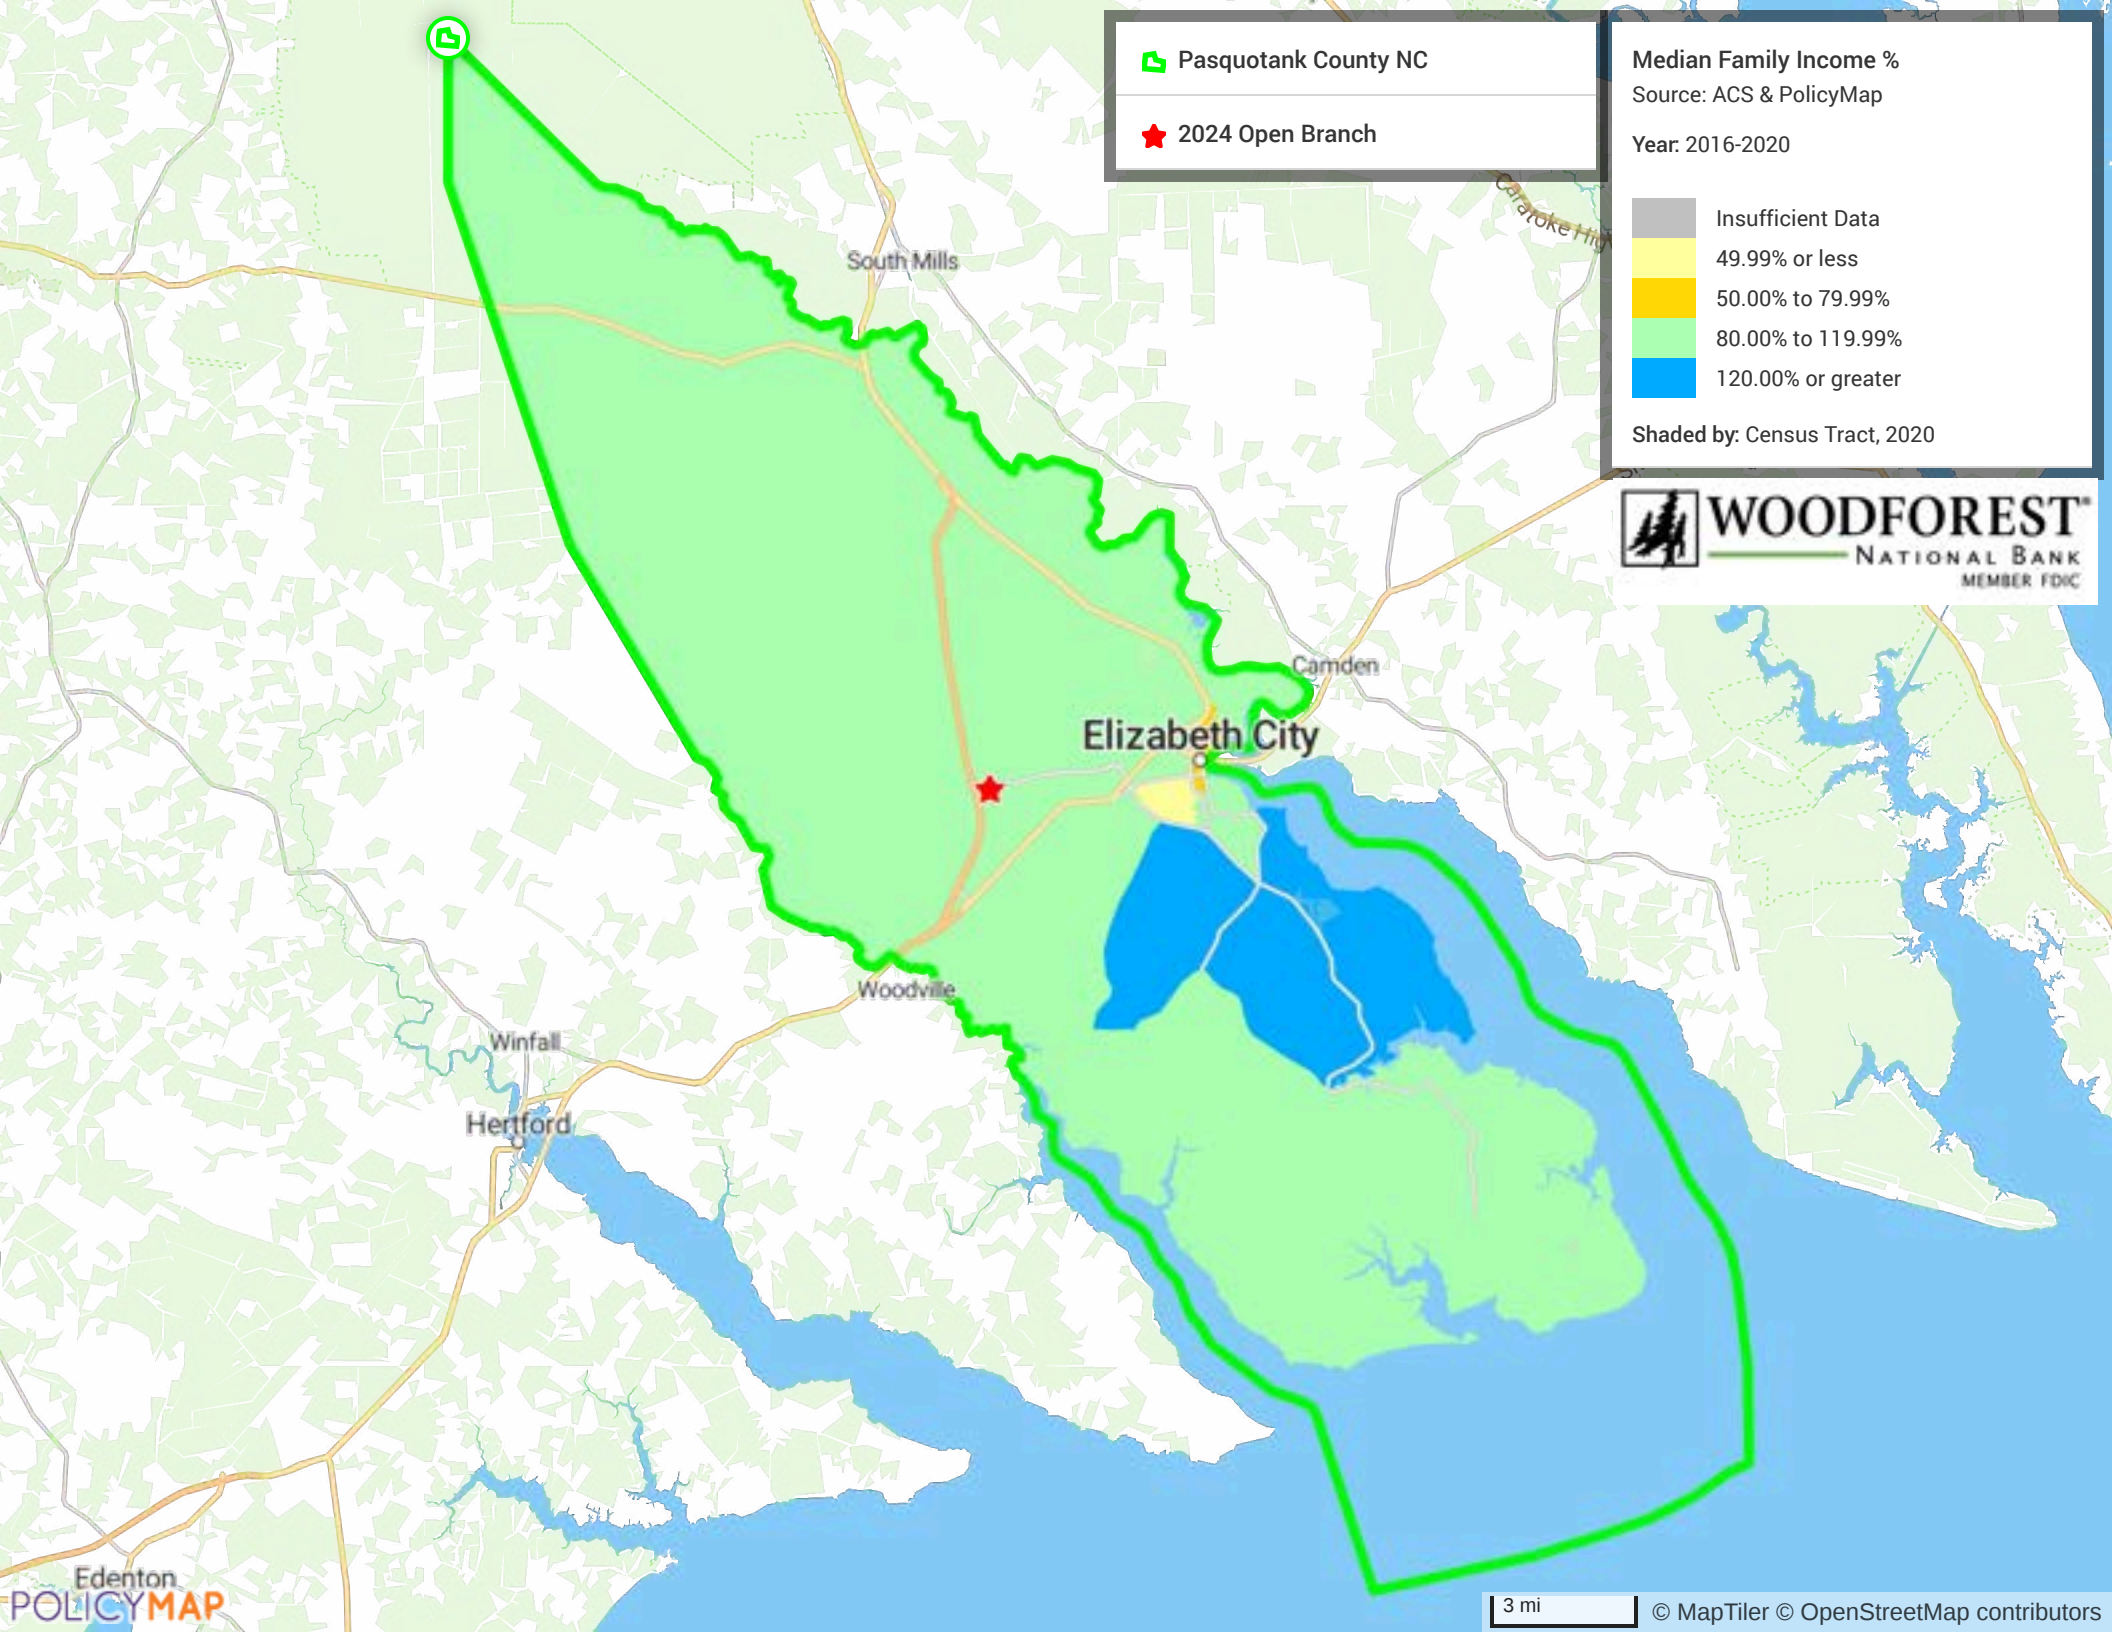 Pasquotank County NC
2024 Open Branch
Median Family Income %
Source: ACS & PolicyMap
Year: 2016-2020
Insufficient Data
49.99% or less
50.00% to 79.99%
80.00% to 119.99%
120.00% or greater
Shaded by: Census Tract, 2020
WOODFOREST®
NATIONAL BANK
MEMBER FDIC
Caratoke Hig
South Mills
Camden
Elizabeth City
Woodville
Winfall
Hertford
Edenton
POLICYMAP
3 mi
© MapTiler © OpenStreetMap contributors